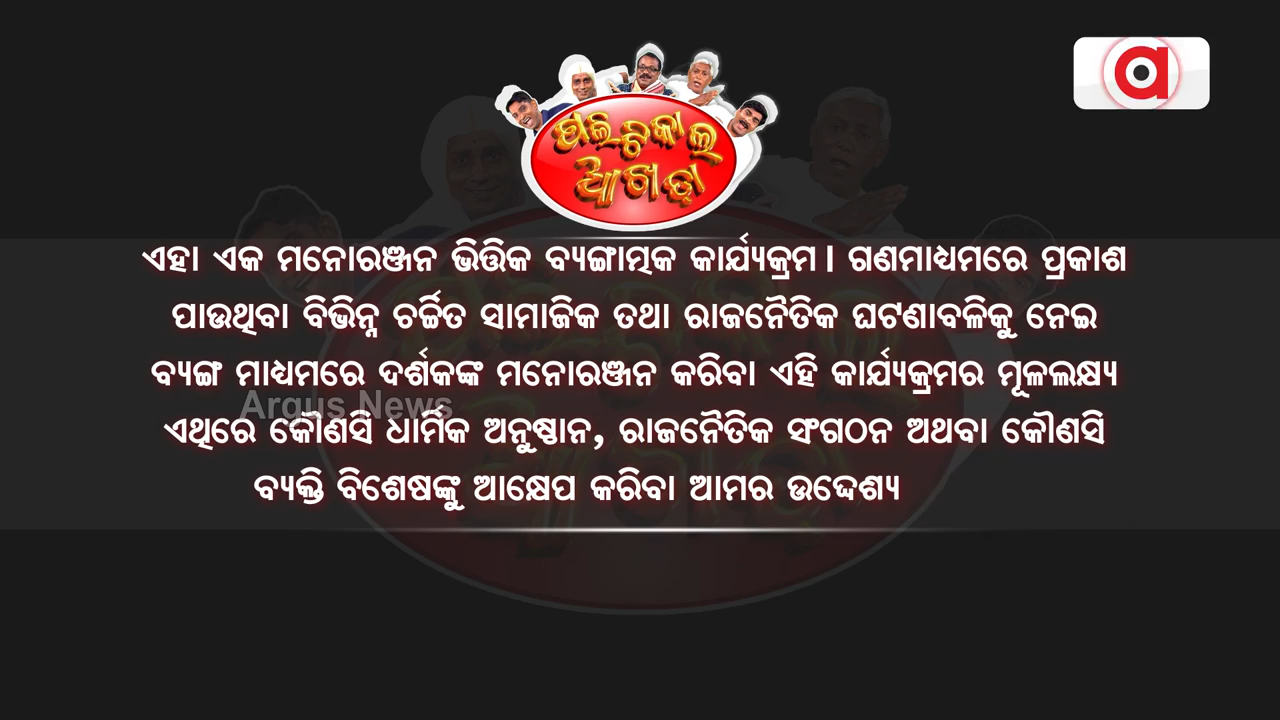 ପଲିଟିକାଲ
ଆଖଡ଼ା
a
ଏହା ଏକ ମନୋରଞ୍ଜନ ଭିତ୍ତିକ ବ୍ୟଙ୍ଗାତ୍ମକ କାର୍ଯ୍ୟକ୍ରମ। ଗଣମାଧ୍ୟମରେ ପ୍ରକାଶ
ପାଉଥିବା ବିଭିନ୍ନ ଚର୍ଚ୍ଚିତ ସାମାଜିକ ତଥା ରାଜନୈତିକ ଘଟଣାବଳିକୁ ନେଇ
ବ୍ୟଙ୍ଗ ମାଧ୍ୟମରେ ଦର୍ଶକଙ୍କ ମନୋରଞ୍ଜନ କରିବା ଏହି କାର୍ଯ୍ୟକ୍ରମର ମୂଳଲକ୍ଷ୍ୟ
Argus News
ଏଥିରେ କୌଣସି ଧାର୍ମିକ ଅନୁଷ୍ଠାନ, ରାଜନୈତିକ ସଂଗଠନ ଅଥବା କୌଣସି
ବ୍ୟକ୍ତି ବିଶେଷଙ୍କୁ ଆକ୍ଷେପ କରିବା ଆମର ଉଦ୍ଦେଶ୍ୟ